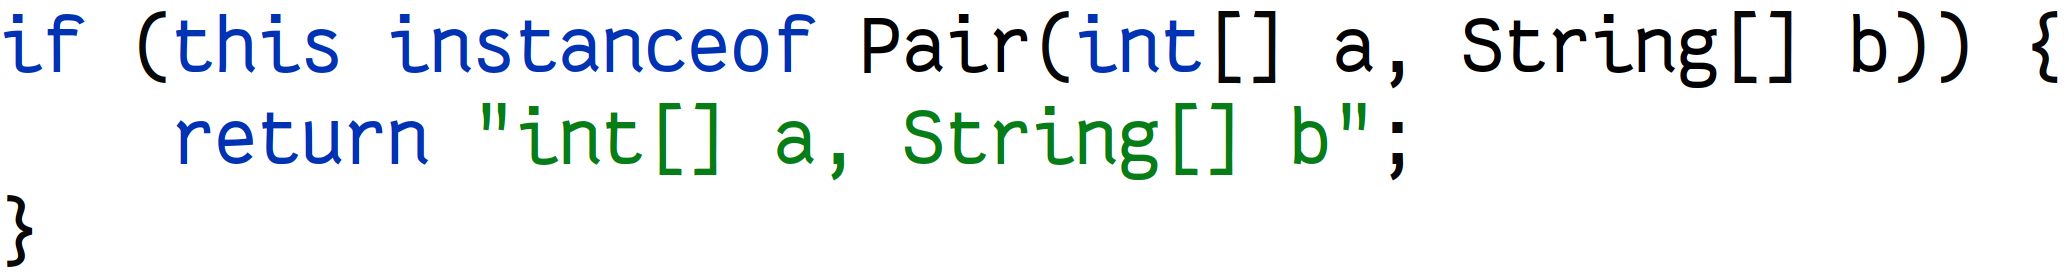 if (this instanceof Pair(int[] a, String[] b)) {
    return "int[] a, String[] b";
}